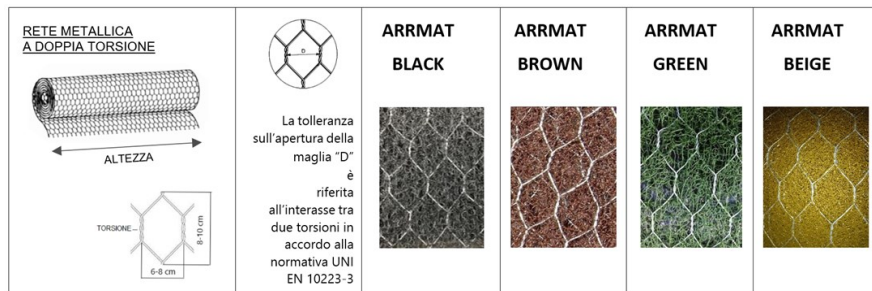 RETE METALLICA
A DOPPIA TORSIONE
ALTEZZA
TORSIONE
8-10 cm
6-8 cm
D
La tolleranza
sull'apertura della
maglia "D"
è
riferita
all'interasse tra
due torsioni in
accordo alla
normativa UNI
EN 10223-3
ARRMAT
BLACK
ARRMAT
BROWN
ARRMAT
GREEN
ARRMAT
BEIGE